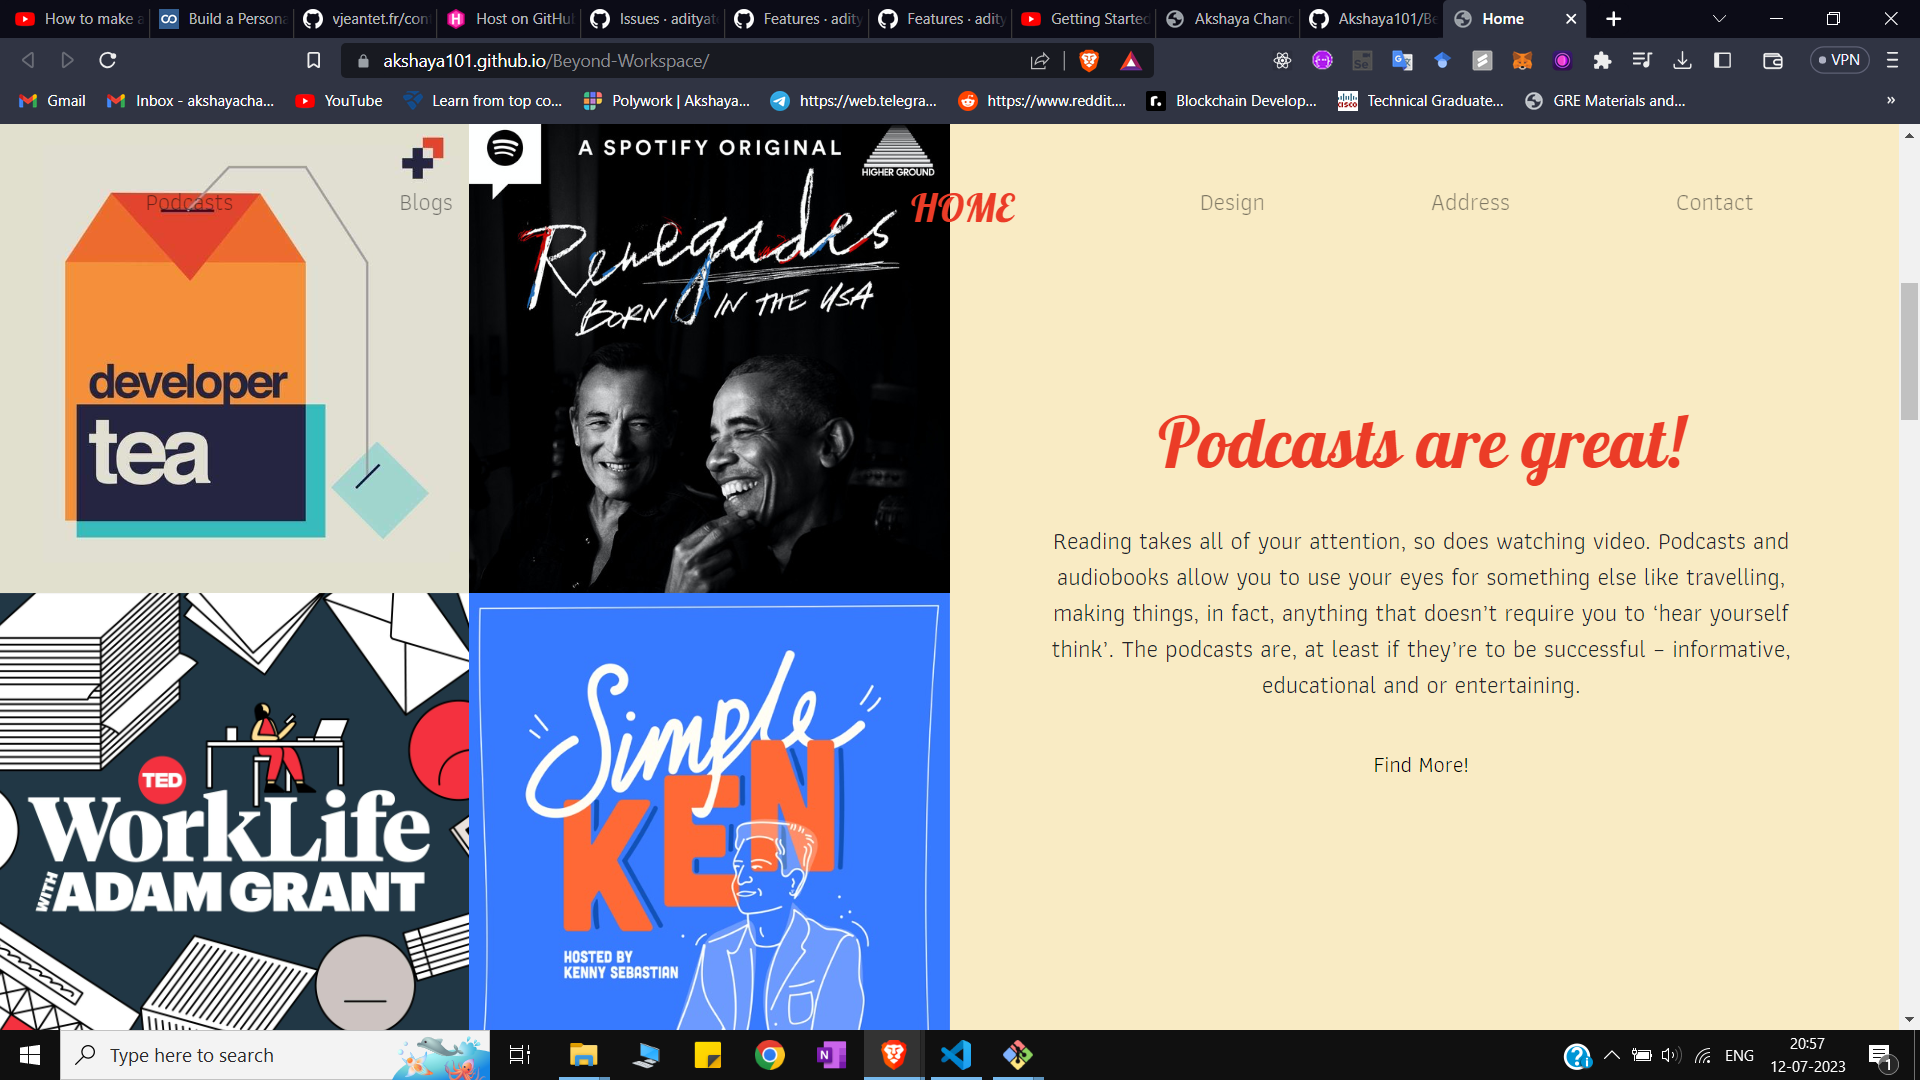 How to make a
Build a Persona
vjeantet.fr/conf
Host on GitHub
Issues · adityat
Features · adity
Features · adity
Getting Started
Akshaya Chanc
Akshaya101/Be
Home
akshaya101.github.io/Beyond-Workspace/
VPN
Gmail
Inbox - akshayacha...
YouTube
Learn from top co...
Polywork | Akshaya...
https://web.telegra...
https://www.reddit....
Blockchain Develop...
Technical Graduate...
GRE Materials and...
»
Podcasts
Blogs
HOME
Design
Address
Contact
developer
tea
A SPOTIFY ORIGINAL
HIGHER GROUND
Renegades
BORN IN THE USA
Podcasts are great!
Reading takes all of your attention, so does watching video. Podcasts and
audiobooks allow you to use your eyes for something else like travelling,
making things, in fact, anything that doesn’t require you to ‘hear yourself
think’. The podcasts are, at least if they’re to be successful – informative,
educational and or entertaining.
Find More!
TED
WorkLife
WITH ADAM GRANT
Simple
KEN
HOSTED BY
KENNY SEBASTIAN
Type here to search
ENG
20:57
12-07-2023
1